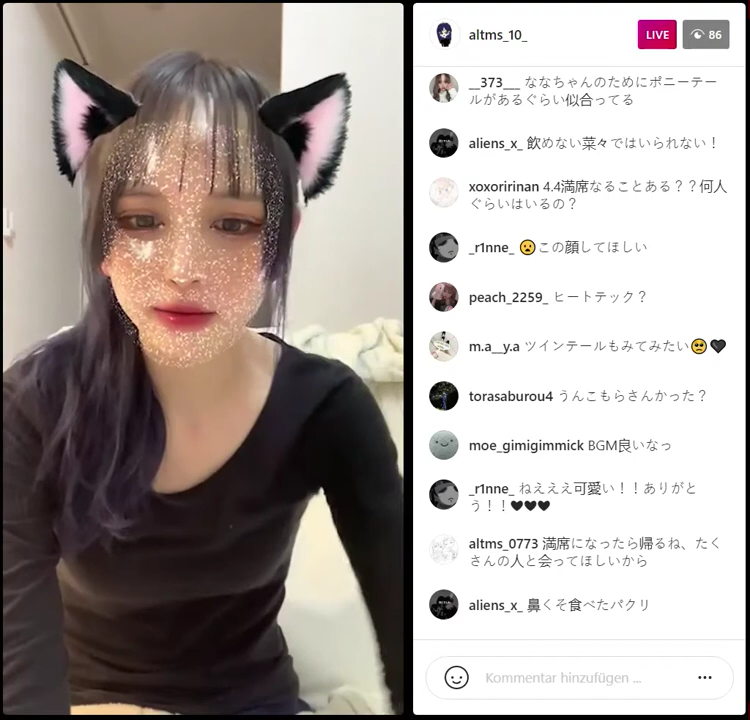 altms_10_
LIVE
86
__373___ ななちゃんのためにポニーテー
ルがあるぐらい似合ってる
aliens_x_ 飲めない菜々ではいられない！
xoxoririnan 4.4満席なることある？？何人
ぐらいはいるの？
_r1nne_ 😦この顔してほしい
peach_2259_ ヒートテック？
m.a__y.a ツインテールもみてみたい🥺🖤
torasaburou4 うんこもらさんかった？
moe_gimigimmick BGM良いなっ
_r1nne_ ねえええ可愛い！！ありがと
う！！🖤🖤🖤
altms_0773 満席になったら帰るね、たく
さんの人と会ってほしいから
aliens_x_ 鼻くそ食べたパクリ
Kommentar hinzufügen ...